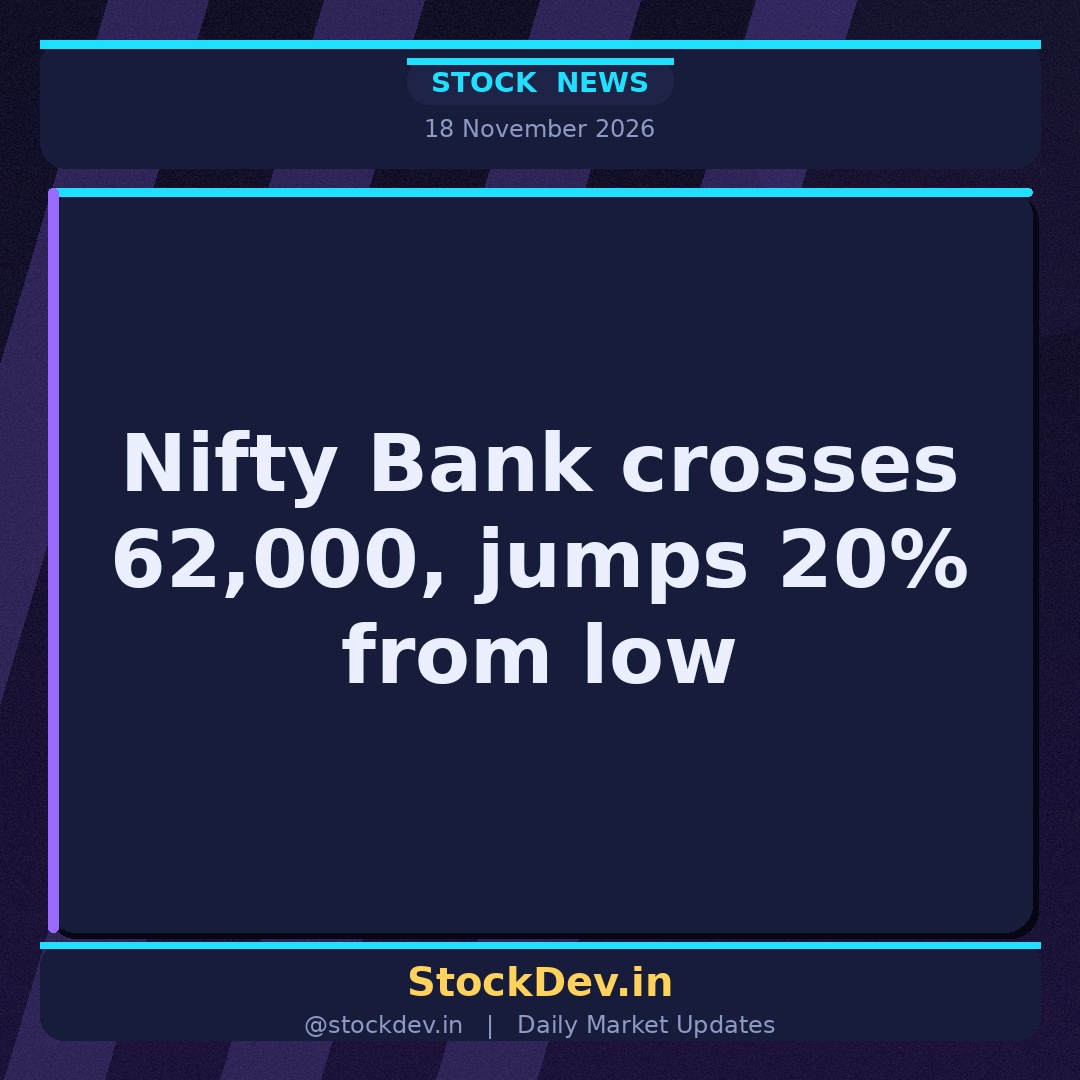 STOCK NEWS
18 November 2026
Nifty Bank crosses
62,000, jumps 20%
from low
StockDev.in
@stockdev.in | Daily Market Updates